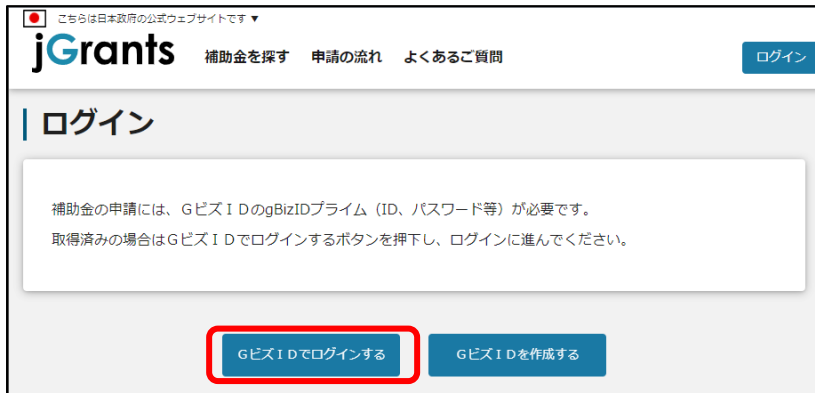 こちらは日本政府の公式ウェブサイトです ▼
jGrants 補助金を探す 申請の流れ よくあるご質問 ログイン
ログイン
補助金の申請には、GビズＩＤのgBizIDプライム（ID、パスワード等）が必要です。
取得済みの場合はＧビズＩＤでログインするボタンを押下し、ログインに進んでください。
ＧビズＩＤでログインする ＧビズＩＤを作成する